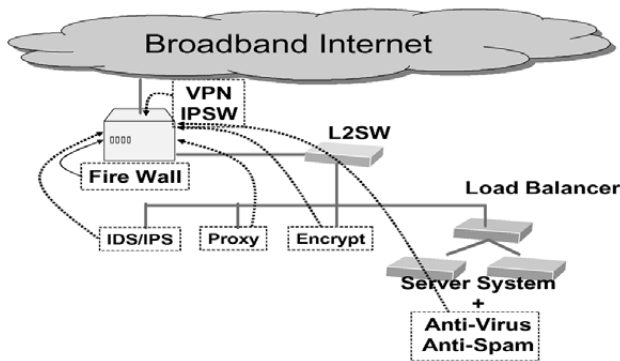 Broadband Internet
VPN
IPSW
L2SW
Fire Wall
Load Balancer
IDS/IPS
Proxy
Encrypt
Server System
+
Anti-Virus
Anti-Spam